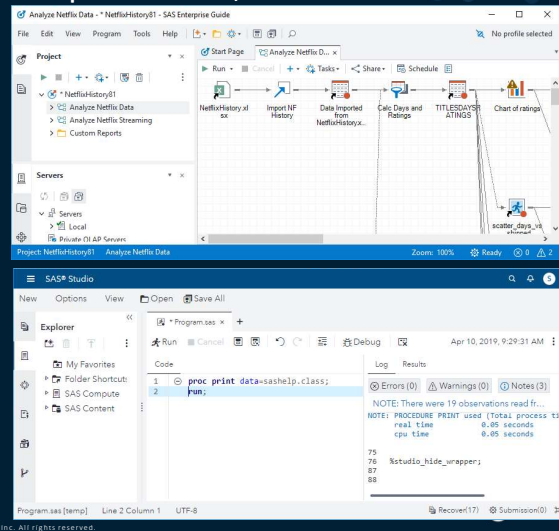 Analyze Netflix Data - * NetflixHistory81 - SAS Enterprise Guide
File Edit View Program Tools Help
No profile selected
Project
* NetflixHistory81
Analyze Netflix Data
Analyze Netflix Streaming
Custom Reports
Start Page
Analyze Netflix D...
Run Cancel Tasks Share Schedule
NetflixHistory.xl
sx
Import NF
History
Data Imported
from
NetflixHistory.x...
Calc Days and
Ratings
TITLESDAYSR
ATINGS
Chart of ratings
scatter_days_vs
shipped
Servers
Servers
Local
Private OLAP Servers
Project: NetflixHistory81 Analyze Netflix Data Zoom: 100% Ready 0 2
SAS® Studio S
New Options View Open Save All
Explorer
My Favorites
Folder Shortcuts
SAS Compute
SAS Content
* Program.sas
Run Cancel Debug Apr 10, 2019, 9:29:31 AM
Code
1 proc print data=sashelp.class;
2 run;
Log Results
Errors (0) Warnings (0) Notes (3)
NOTE: There were 19 observations read fr...
NOTE: PROCEDURE PRINT used (Total process ti
real time 0.05 seconds
cpu time 0.05 seconds
75
76 %studio_hide_wrapper;
87
88
Program.sas [temp] Line 2 Column 1 UTF-8 Recover(17) Submission(0)
Inc. All rights reserved.